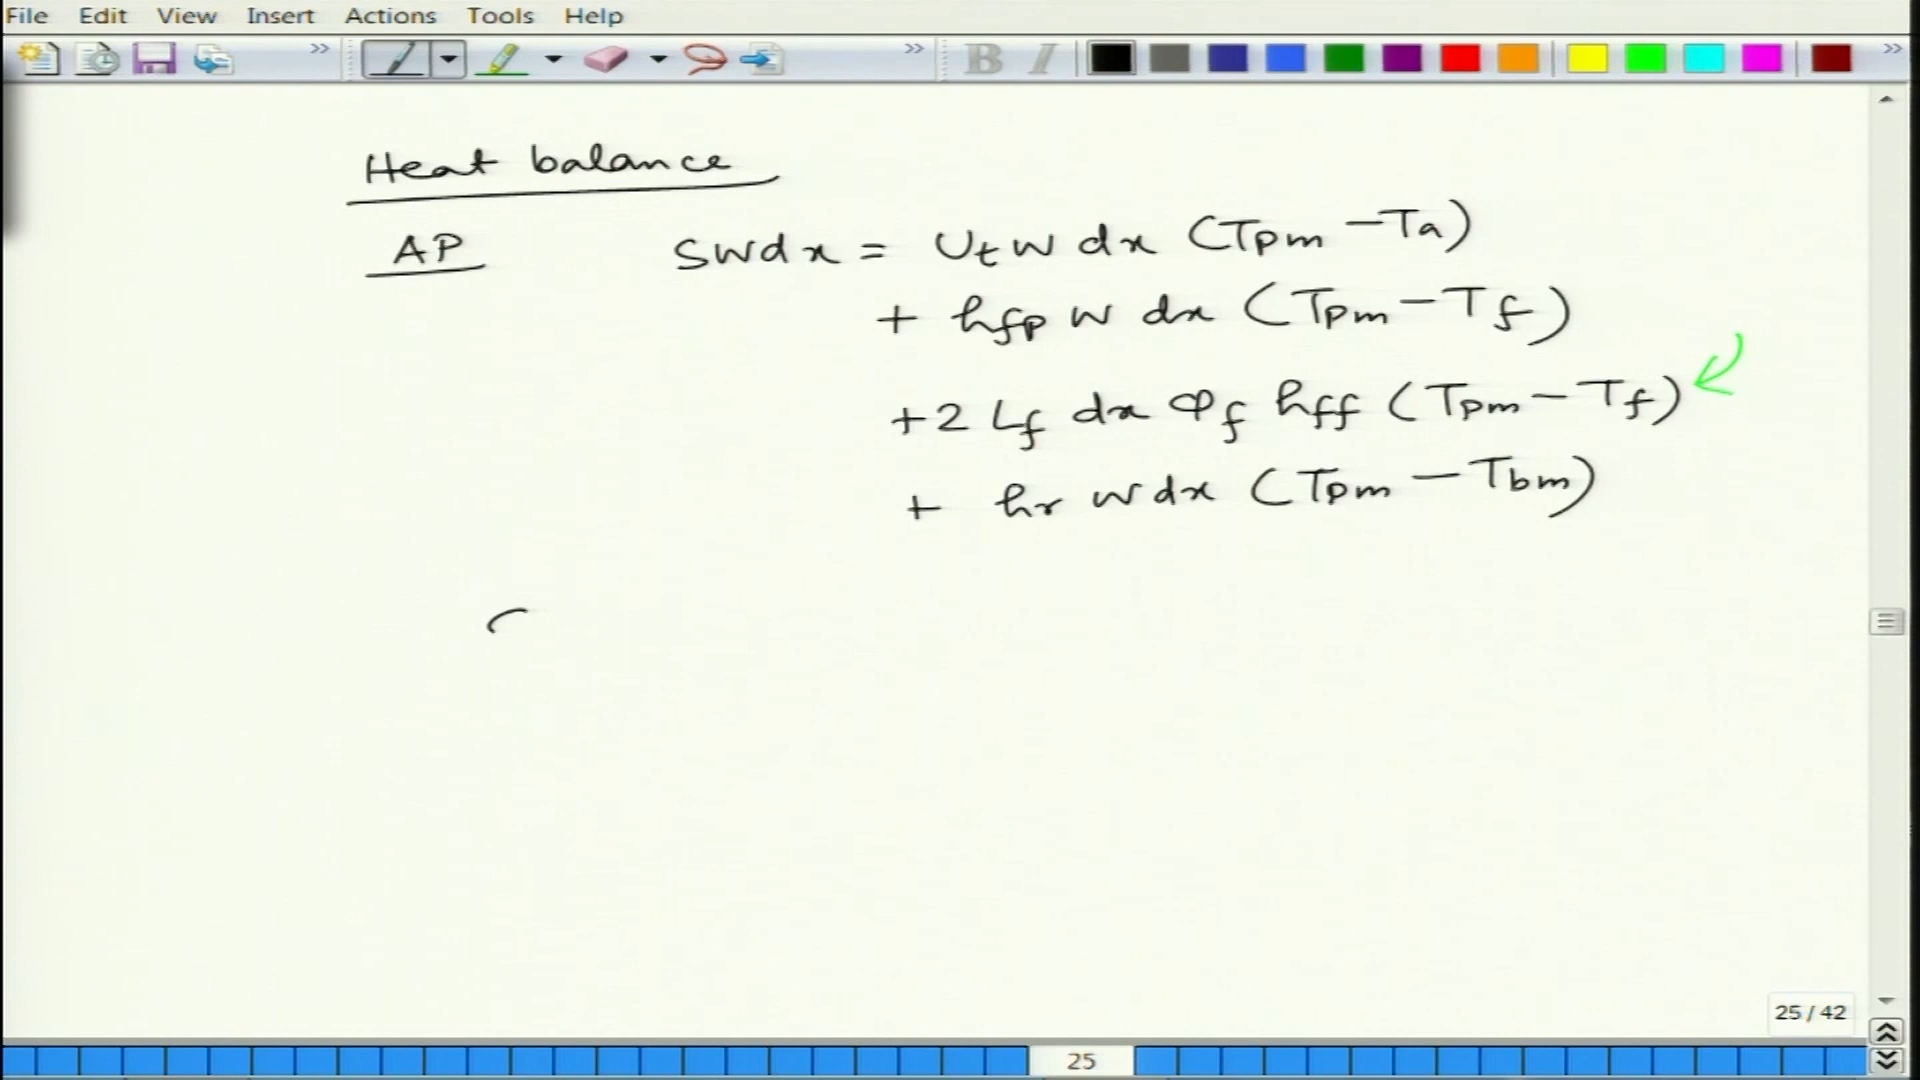 File Edit View Insert Actions Tools Help
B I
Heat balance
AP SWdx = Ut W dx (Tpm - Ta)
+ hfp W dx (Tpm - Tf)
+2 Lf dx Φf hff (Tpm - Tf)
+ hr W dx (Tpm - Tbm)
25 / 42
25